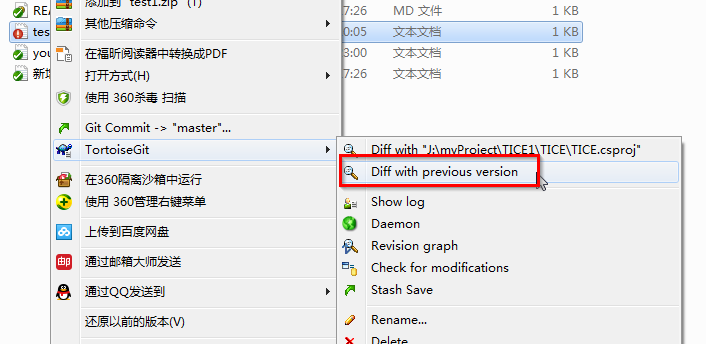 REA
7:26
MD 文件
1 KB
添加到 "test1.zip" (T)
其他压缩命令
tes
0:05
文本文档
1 KB
you
3:00
文本文档
1 KB
在福昕阅读器中转换成PDF
新增
7:26
文本文档
1 KB
打开方式(H)
使用 360杀毒 扫描
Git Commit -> "master"...
TortoiseGit
Diff with "J:\myProject\TICE1\TICE\TICE.csproj"
在360隔离沙箱中运行
Diff with previous version
使用 360管理右键菜单
Show log
上传到百度网盘
Daemon
Revision graph
通过邮箱大师发送
Check for modifications
通过QQ发送到
Stash Save
还原以前的版本(V)
Rename...
Delete